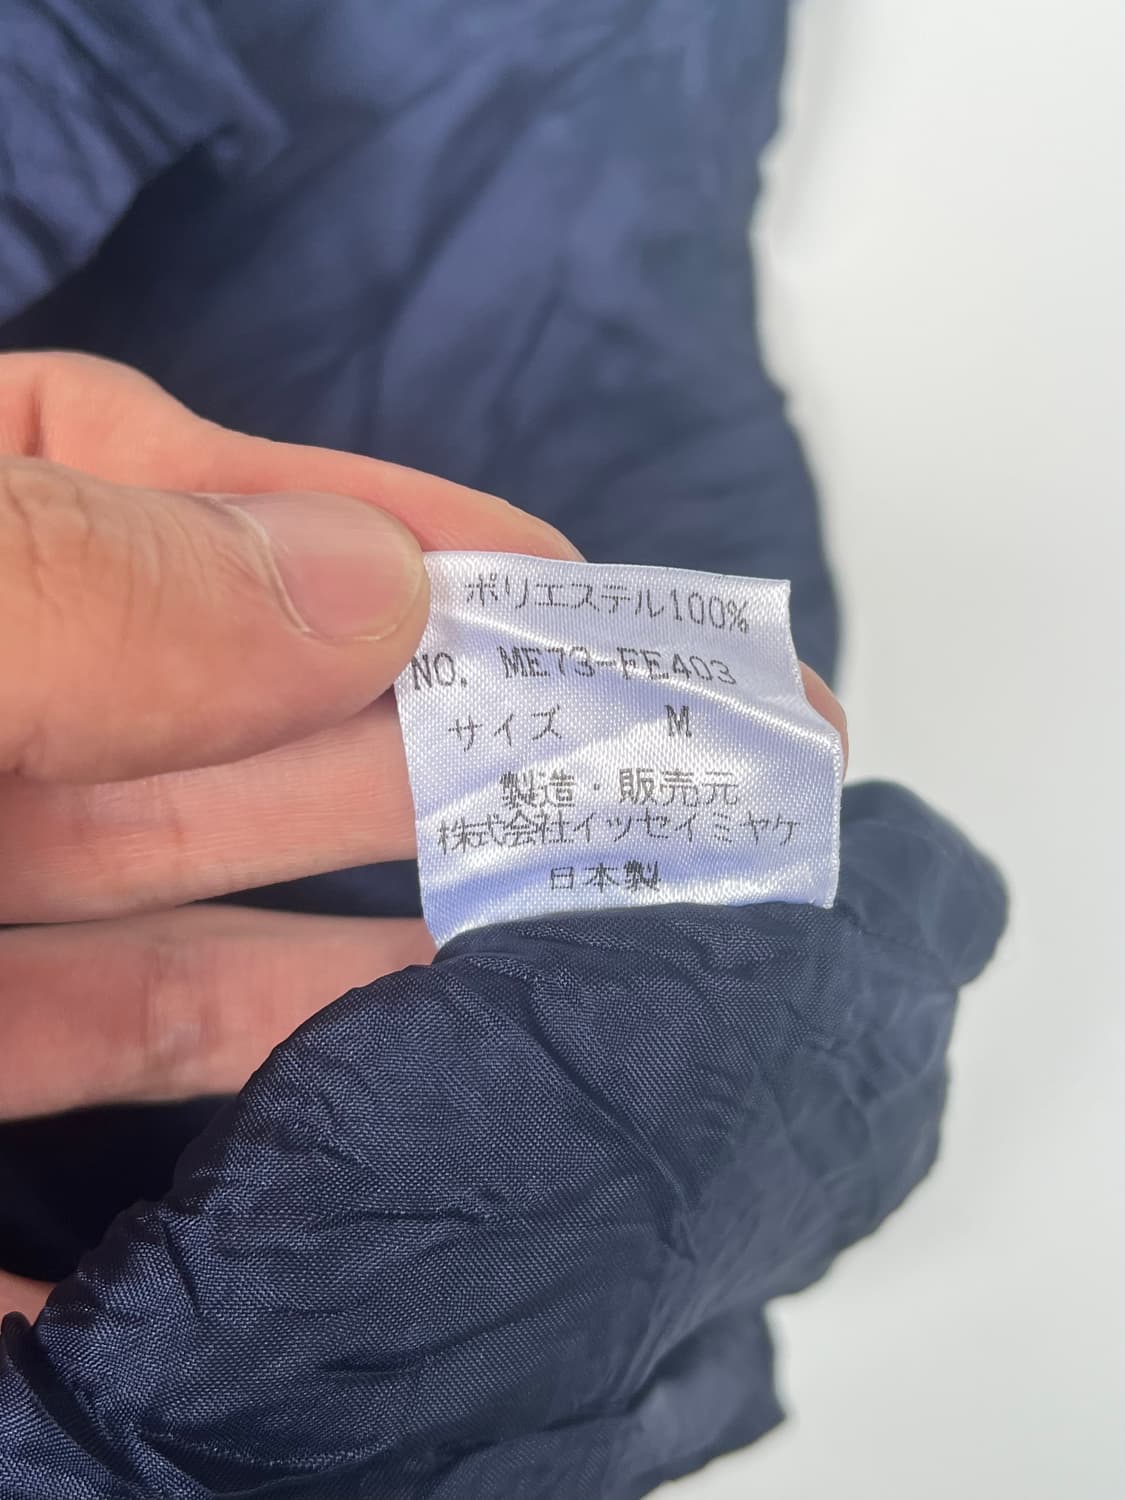 ポリエステル100%
NO. ME73-FE403
サイズ M
製造・販売元
株式会社イッセイミヤケ
日本製